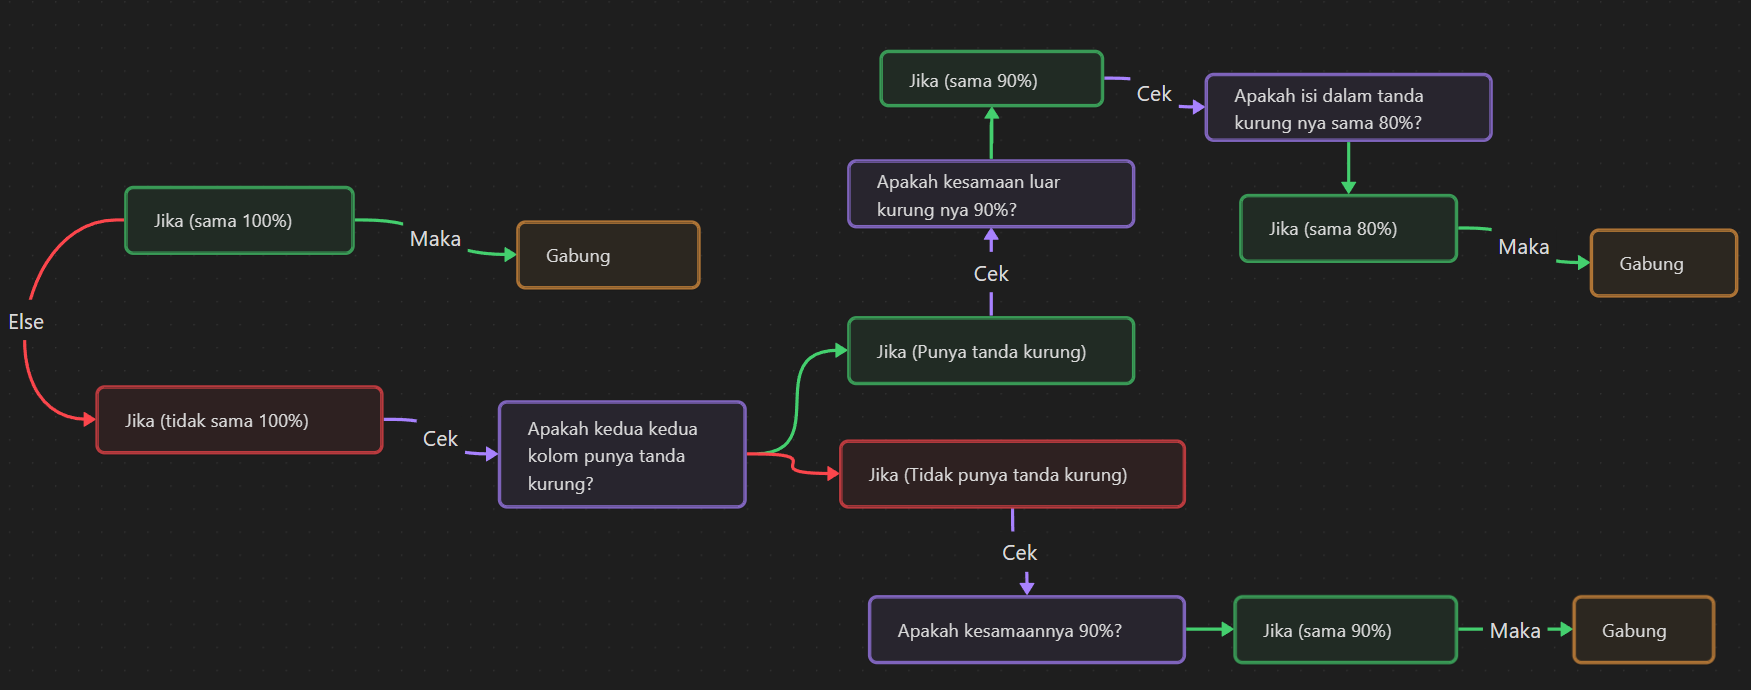 Jika (sama 100%)
Maka
Gabung
Else
Jika (tidak sama 100%)
Cek
Apakah kedua kedua
kolom punya tanda
kurung?
Jika (Punya tanda kurung)
Cek
Apakah kesamaan luar
kurung nya 90%?
Jika (sama 90%)
Cek
Apakah isi dalam tanda
kurung nya sama 80%?
Jika (sama 80%)
Maka
Gabung
Jika (Tidak punya tanda kurung)
Cek
Apakah kesamaannya 90%?
Jika (sama 90%)
Maka
Gabung